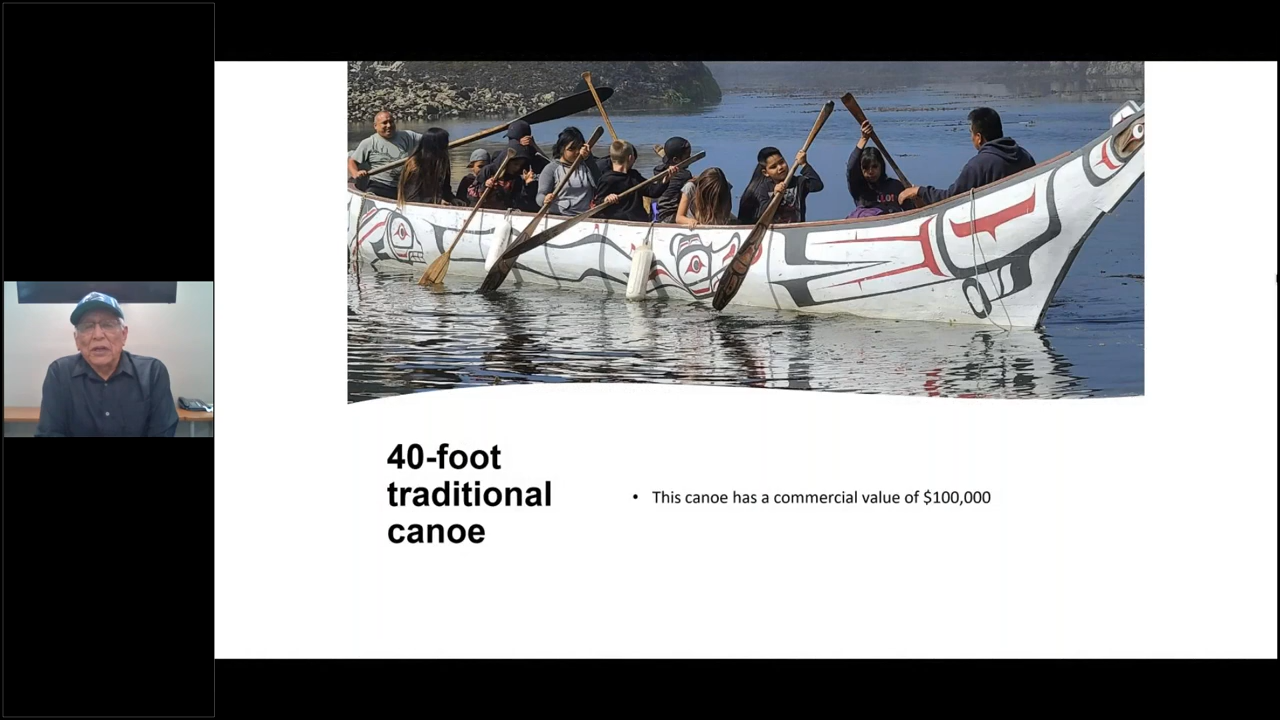 40-foot
traditional
canoe
• This canoe has a commercial value of $100,000